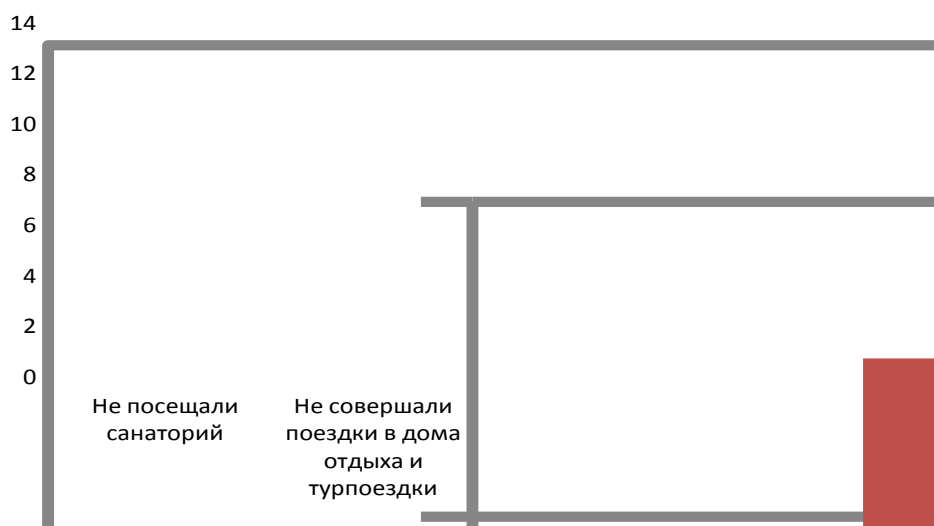 14
12
10
8
6
4
2
0
Не посещали
санаторий
Не совершали
поездки в дома
отдыха и
турпоездки